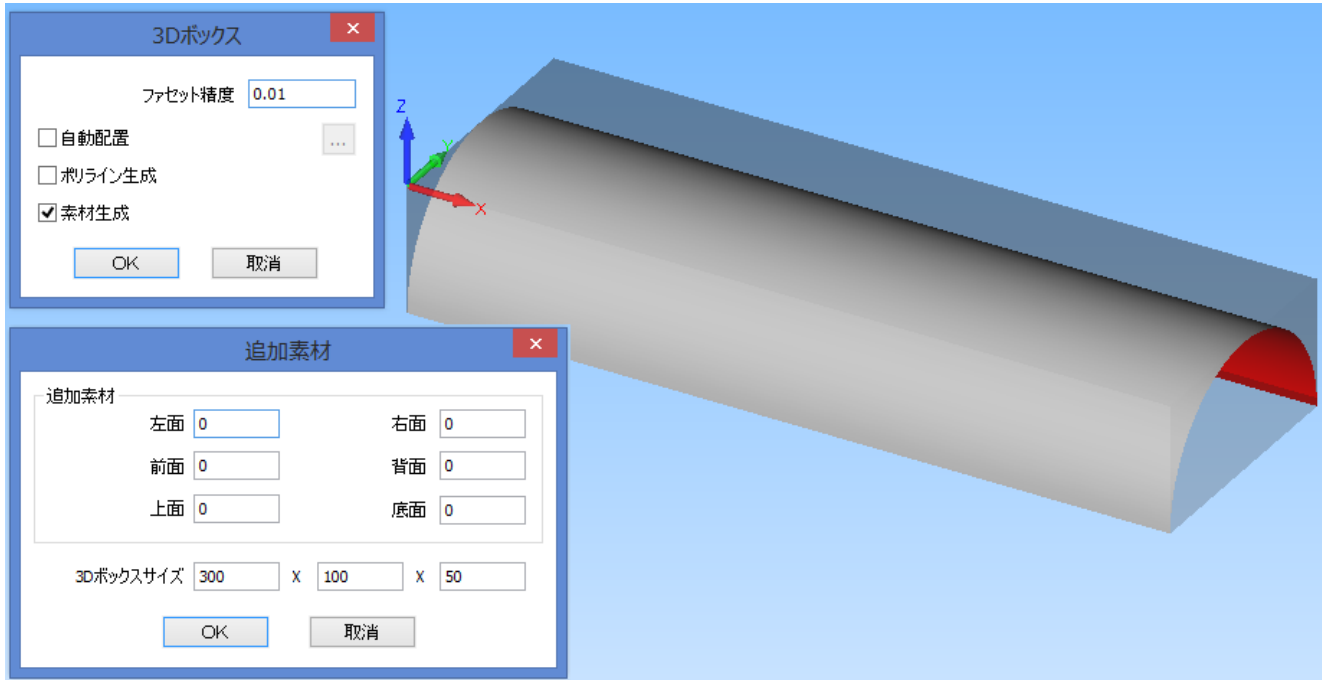 3Dボックス
ファセット精度 0.01
自動配置 ...
ポリライン生成
素材生成
OK 取消
Z
Y
X
追加素材
追加素材
左面 0 右面 0
前面 0 背面 0
上面 0 底面 0
3Dボックスサイズ 300 X 100 X 50
OK 取消